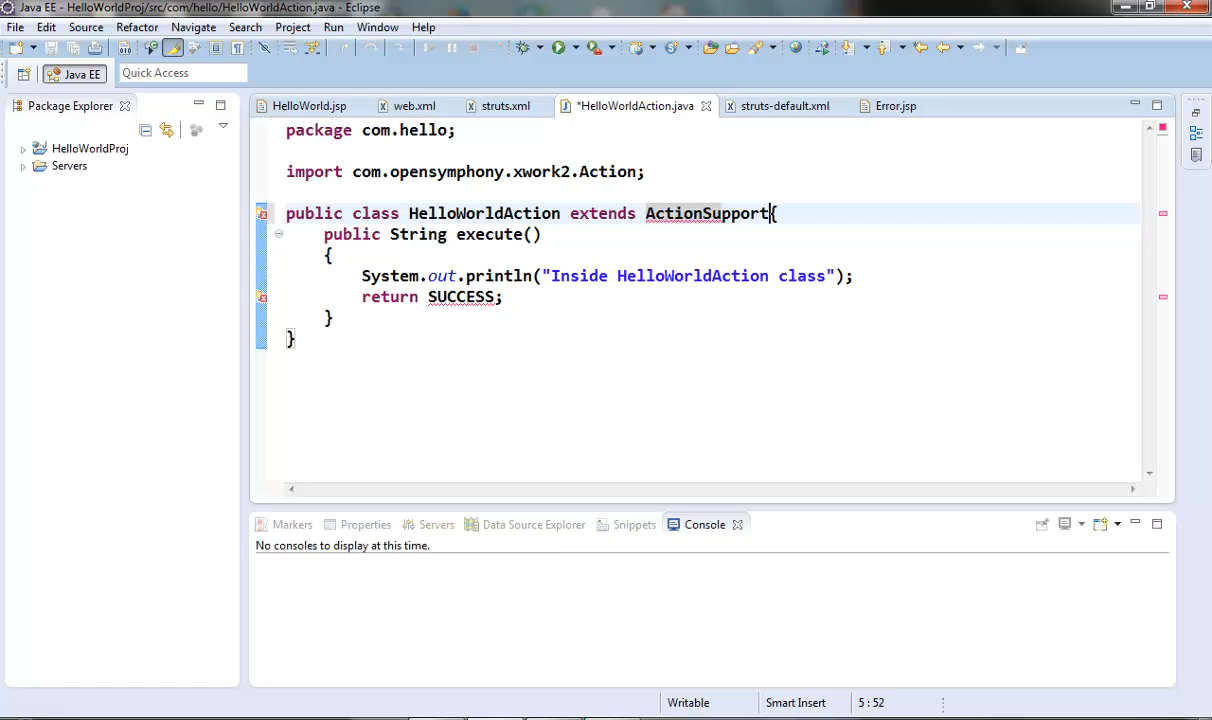 Java EE - HelloWorldProj/src/com/hello/HelloWorldAction.java - Eclipse
File Edit Source Refactor Navigate Search Project Run Window Help
Java EE Quick Access
Package Explorer
HelloWorldProj
Servers
HelloWorld.jsp web.xml struts.xml *HelloWorldAction.java struts-default.xml Error.jsp
package com.hello;
import com.opensymphony.xwork2.Action;
public class HelloWorldAction extends ActionSupport{
public String execute()
{
System.out.println("Inside HelloWorldAction class");
return SUCCESS;
}
}
Markers Properties Servers Data Source Explorer Snippets Console
No consoles to display at this time.
Writable Smart Insert 5 : 52